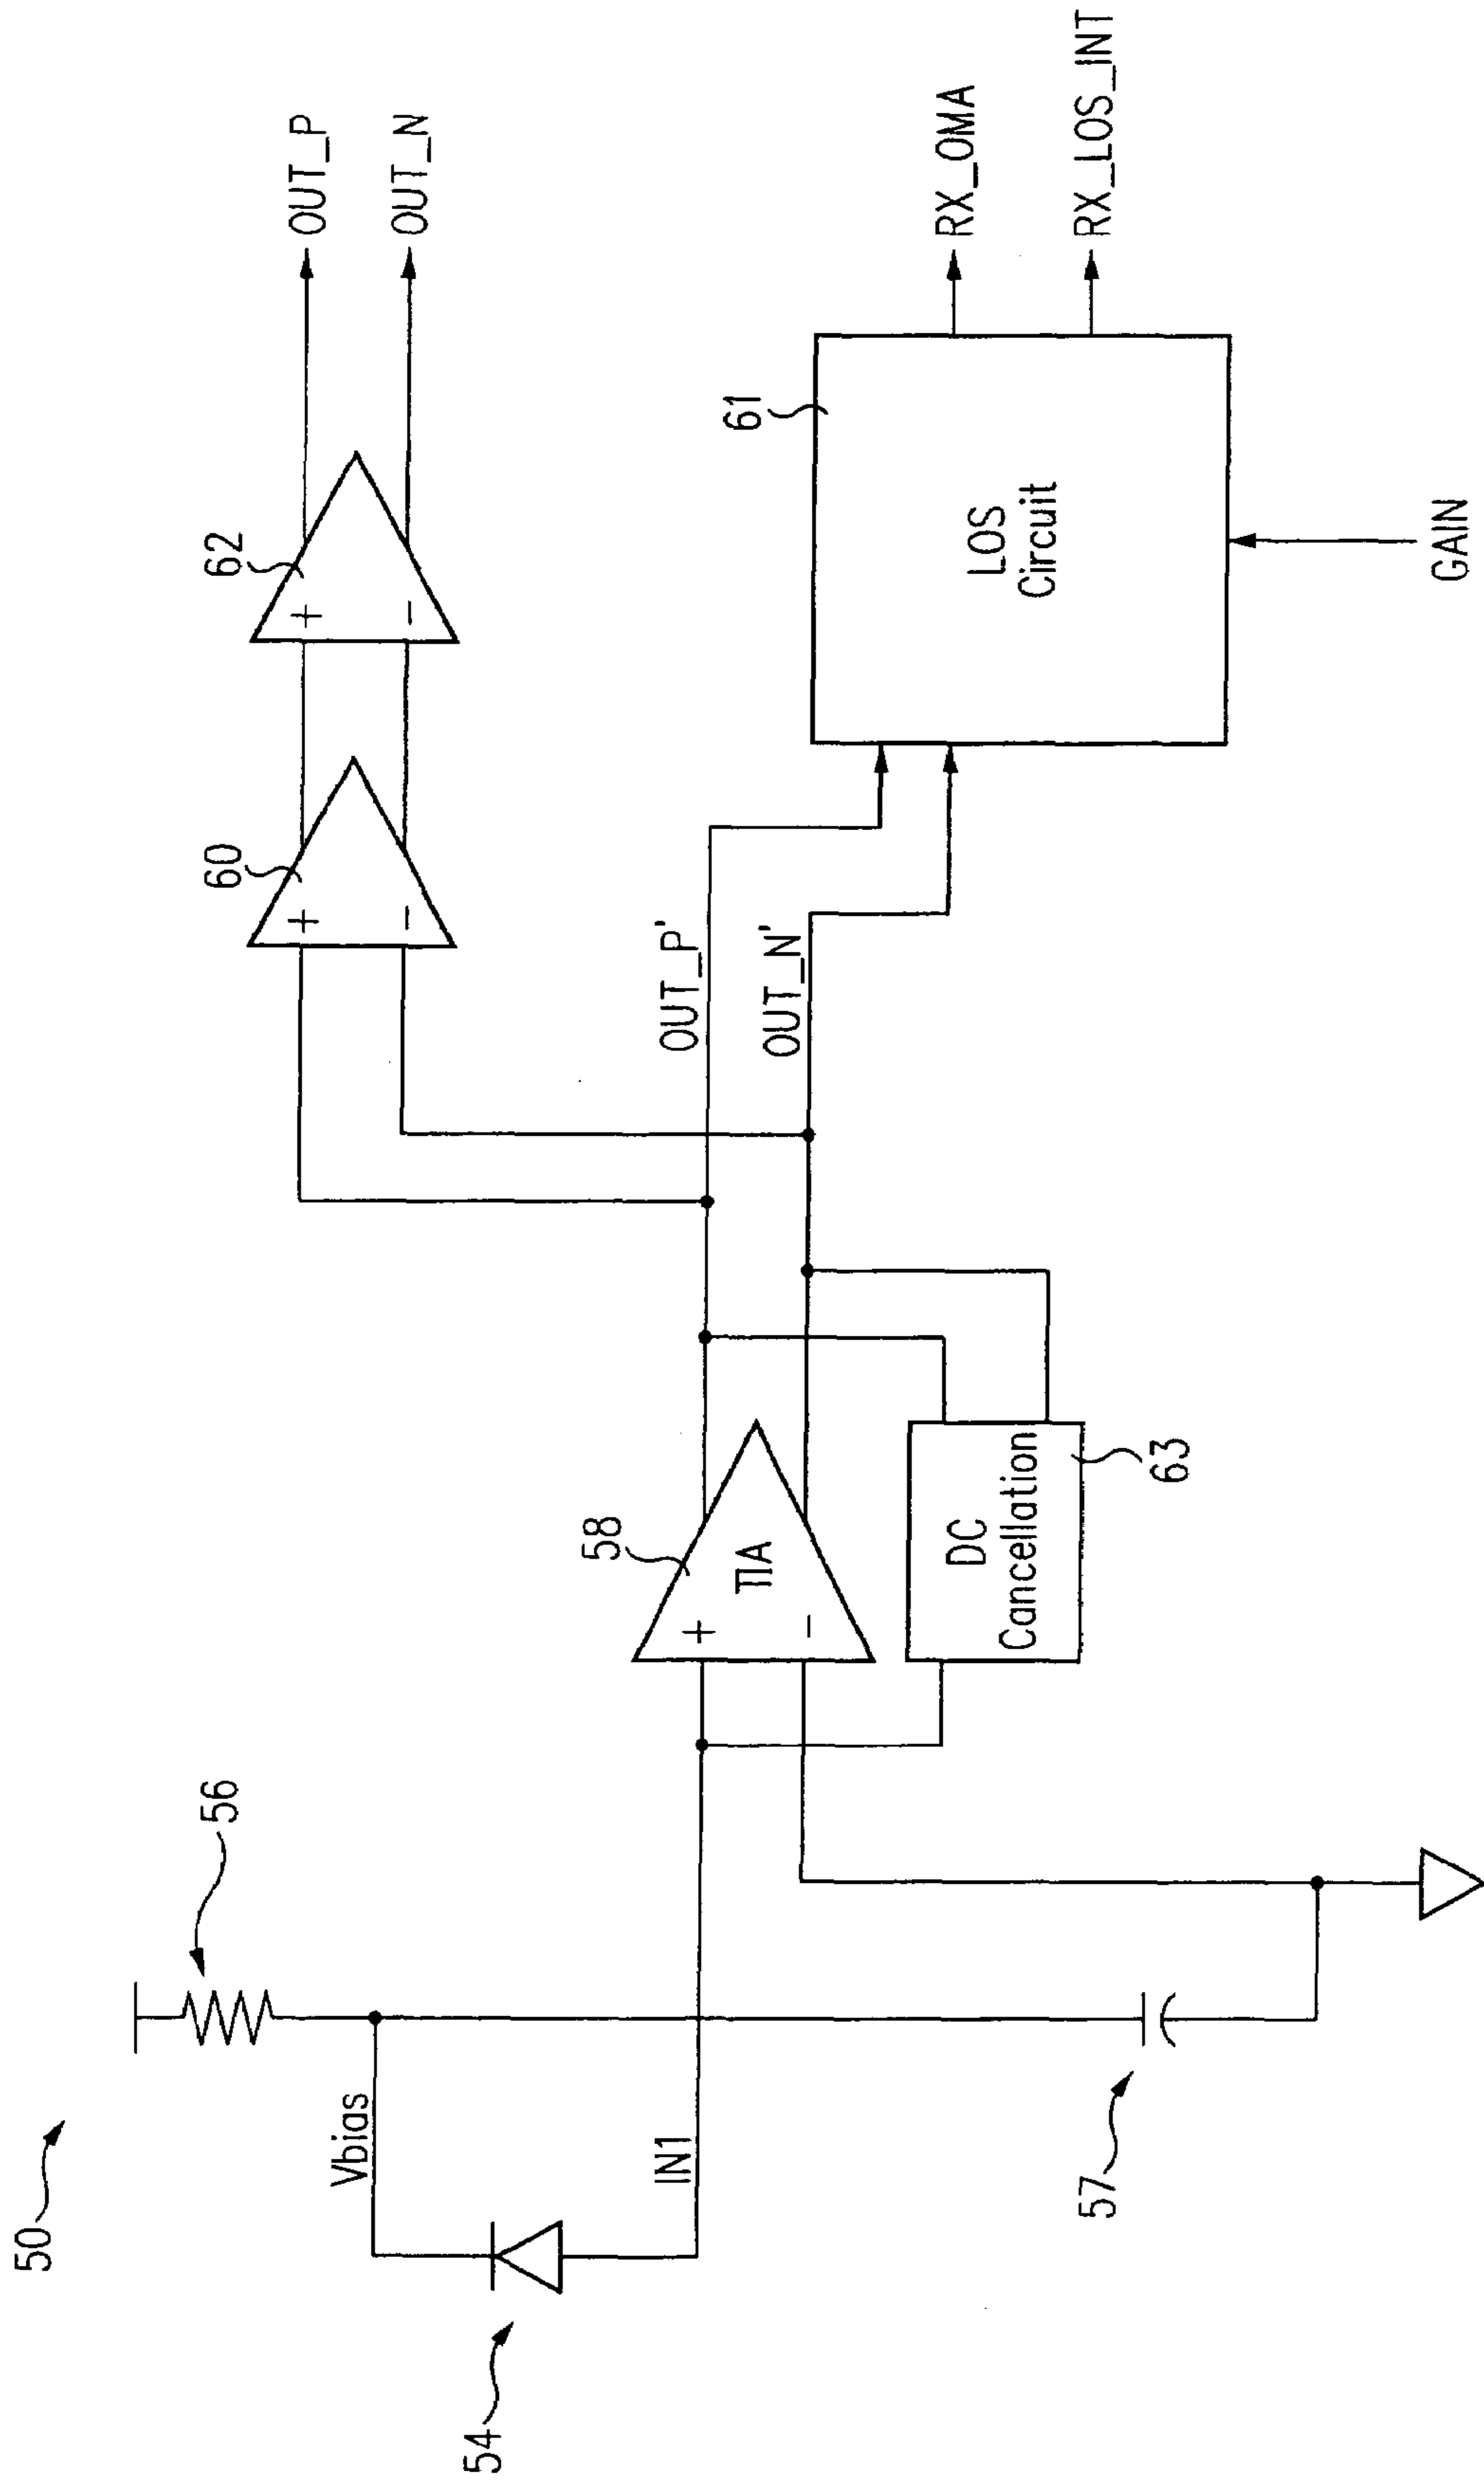 50
54
Vbias
IN1
56
57
58
+
-
TIA
DC
Cancellation
63
OUT_P'
OUT_N'
60
+
-
62
+
-
OUT_P
OUT_N
61
LOS
Circuit
GAIN
RX_OMA
RX_LOS_INT